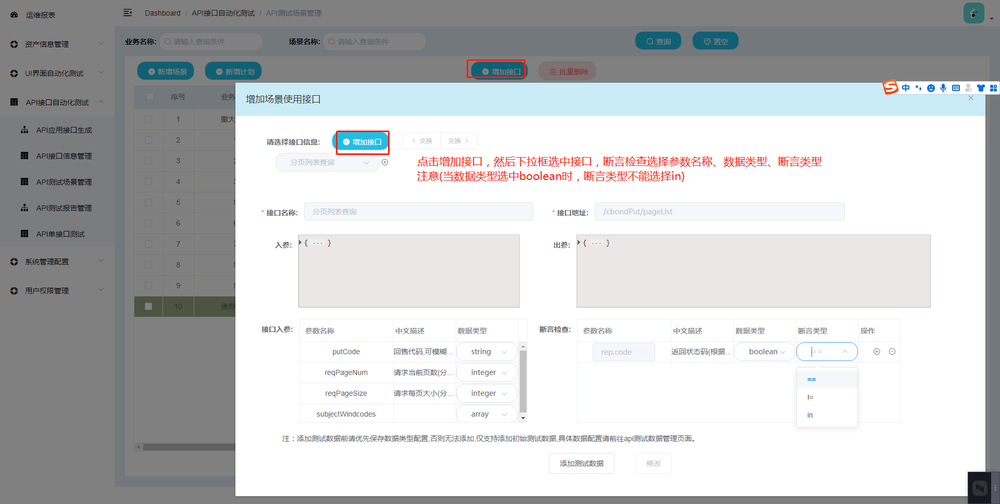 运维报表
资产信息管理
UI界面自动化测试
API接口自动化测试
API应用接口生成
API接口信息管理
API测试场景管理
API测试报告管理
API单接口测试
系统管理配置
用户权限管理
Dashboard / API接口自动化测试 / API测试场景管理
业务名称: 请输入查询条件 场景名称: 请输入查询条件 查询 置空
新增场景 新增计划 增加接口 批量删除
序号 业务
1 撒大
2
3
4
5
6
7
8
9
10 债券
中
增加场景使用接口
请选择接口信息: 增加接口 交换 交换
分页列表查询
点击增加接口，然后下拉框选中接口，断言检查选择参数名称、数据类型、断言类型
注意(当数据类型选中boolean时，断言类型不能选择in)
* 接口名称: 分页列表查询 * 接口地址: /cbondPut/pageList
入参: { ... } 出参: { ... }
接口入参: 参数名称 中文描述 数据类型
putCode 回售代码,可模糊... string
reqPageNum 请求当前页数(分... integer
reqPageSize 请求每页大小(分... integer
subjectWindcodes array
断言检查: 参数名称 中文描述 数据类型 断言类型 操作
rep.code 返回状态码(根据... boolean ==
==
!=
in
注：添加测试数据前请优先保存数据类型配置,否则无法添加,仅支持添加初始测试数据,具体数据配置请前往api测试数据管理页面。
添加测试数据 修改